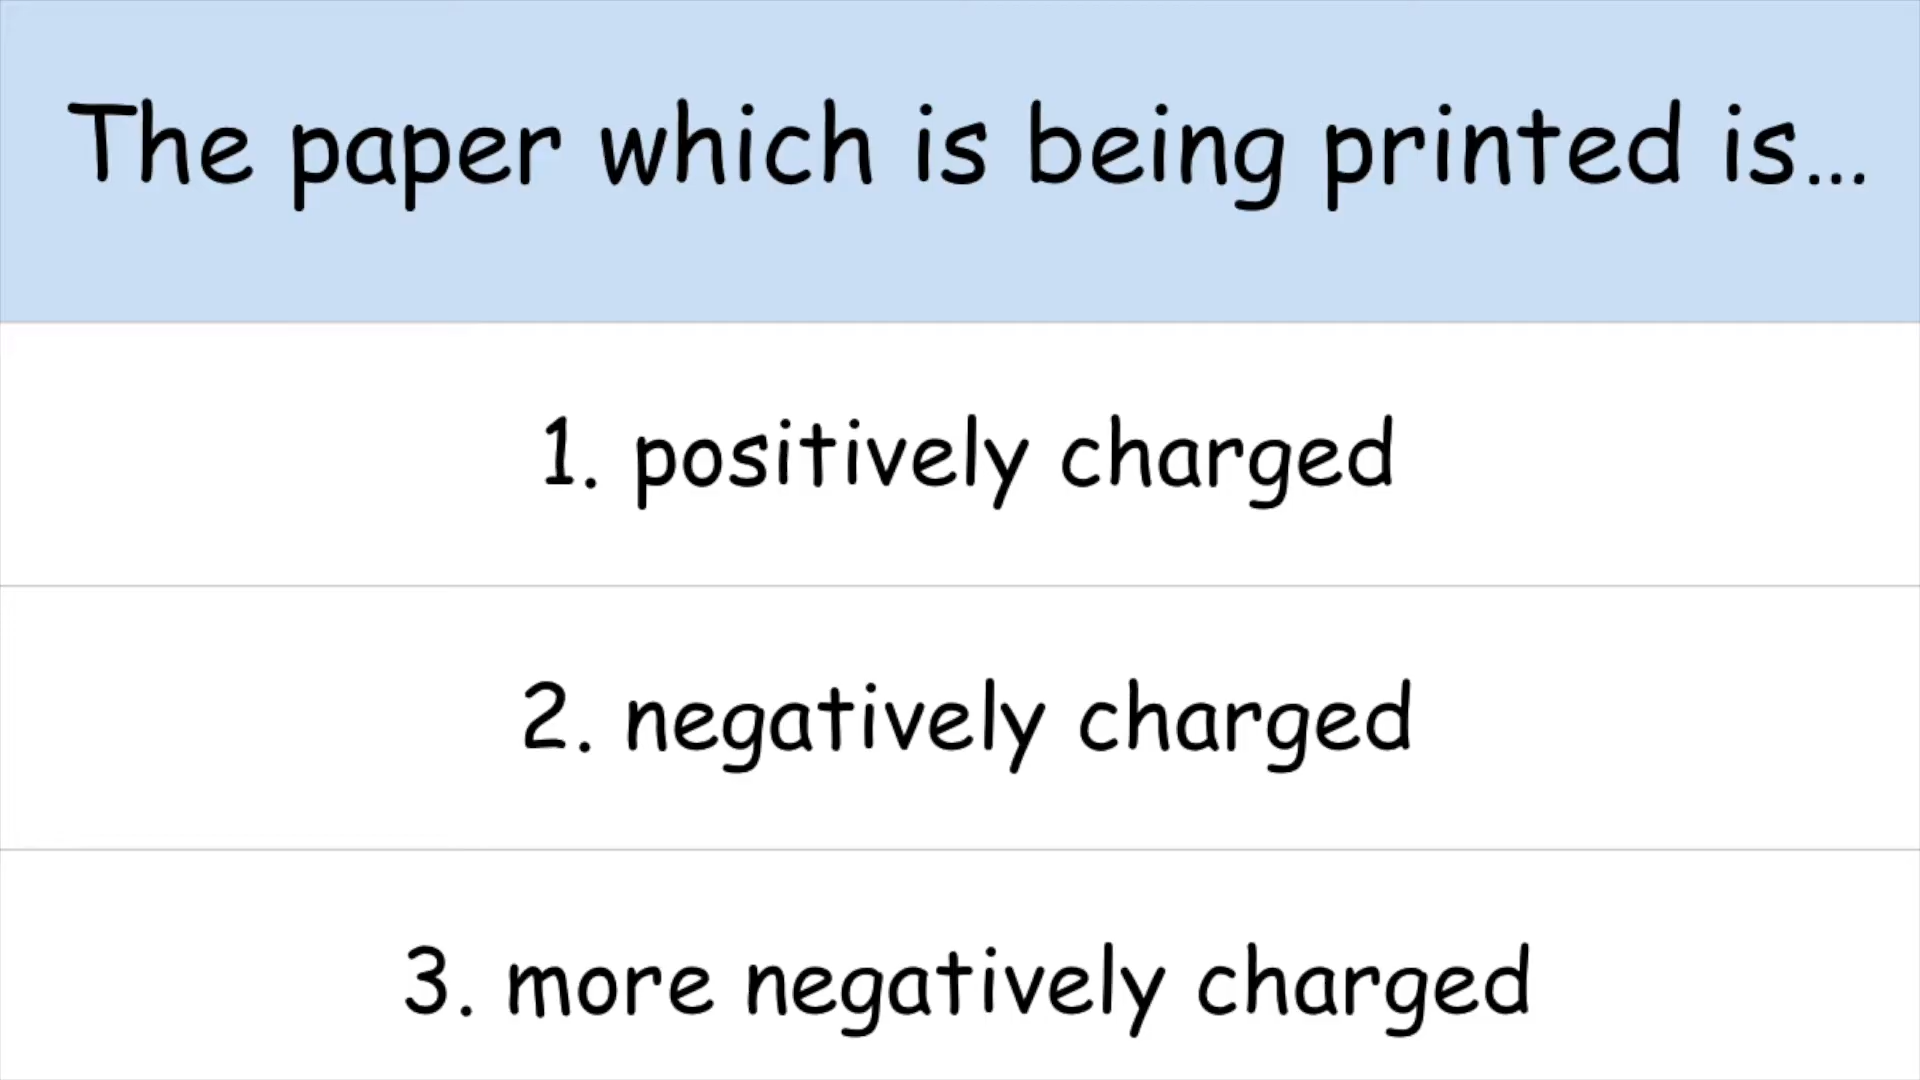 The paper which is being printed is...
1. positively charged
2. negatively charged
3. more negatively charged